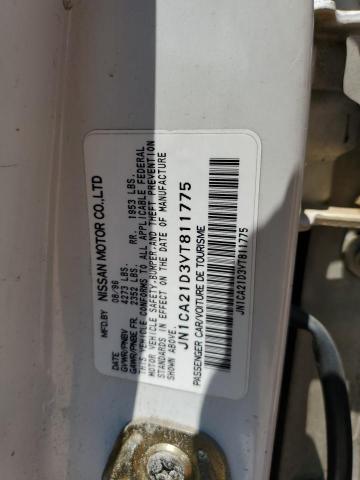 MFD.BY NISSAN MOTOR CO.,LTD
DATE 08/96
GVWR/PNBV 4273 LBS.
GAWR/PNBE FR. 2352 LBS. RR. 1953 LBS.
THIS VEHICLE CONFORMS TO ALL APPLICABLE FEDERAL
MOTOR VEHICLE SAFETY,BUMPER,AND THEFT PREVENTION
STANDARDS IN EFFECT ON THE DATE OF MANUFACTURE
SHOWN ABOVE.
JN1CA21D3VT811775
PASSENGER CAR/VOITURE DE TOURISME
JN1CA21D3VT811775